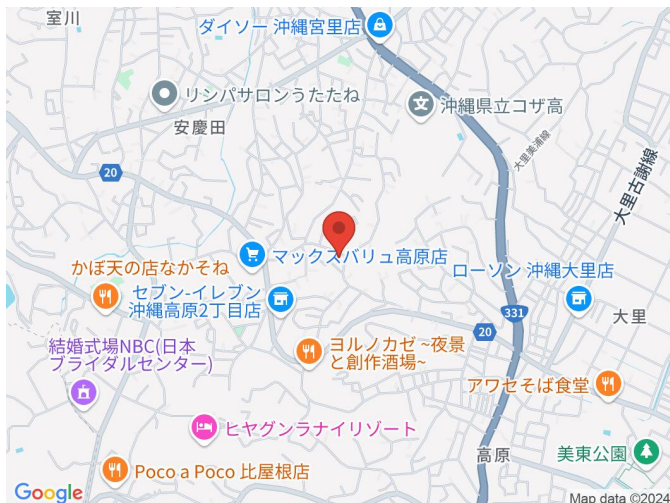 室川
ダイソー 沖縄宮里店
リンパサロンうたたね
沖縄県立コザ高
安慶田
大里美浦線
20
大里古謝線
マックスバリュ高原店
かぼ天の店なかそね
ローソン 沖縄大里店
セブン-イレブン
沖縄高原2丁目店
331
大里
20
結婚式場NBC(日本
ブライダルセンター)
ヨルノカゼ ~夜景
と創作酒場~
アワセそば食堂
ヒヤグンラナイリゾート
高原
美東公園
Poco a Poco 比屋根店
Google
Map data ©2024